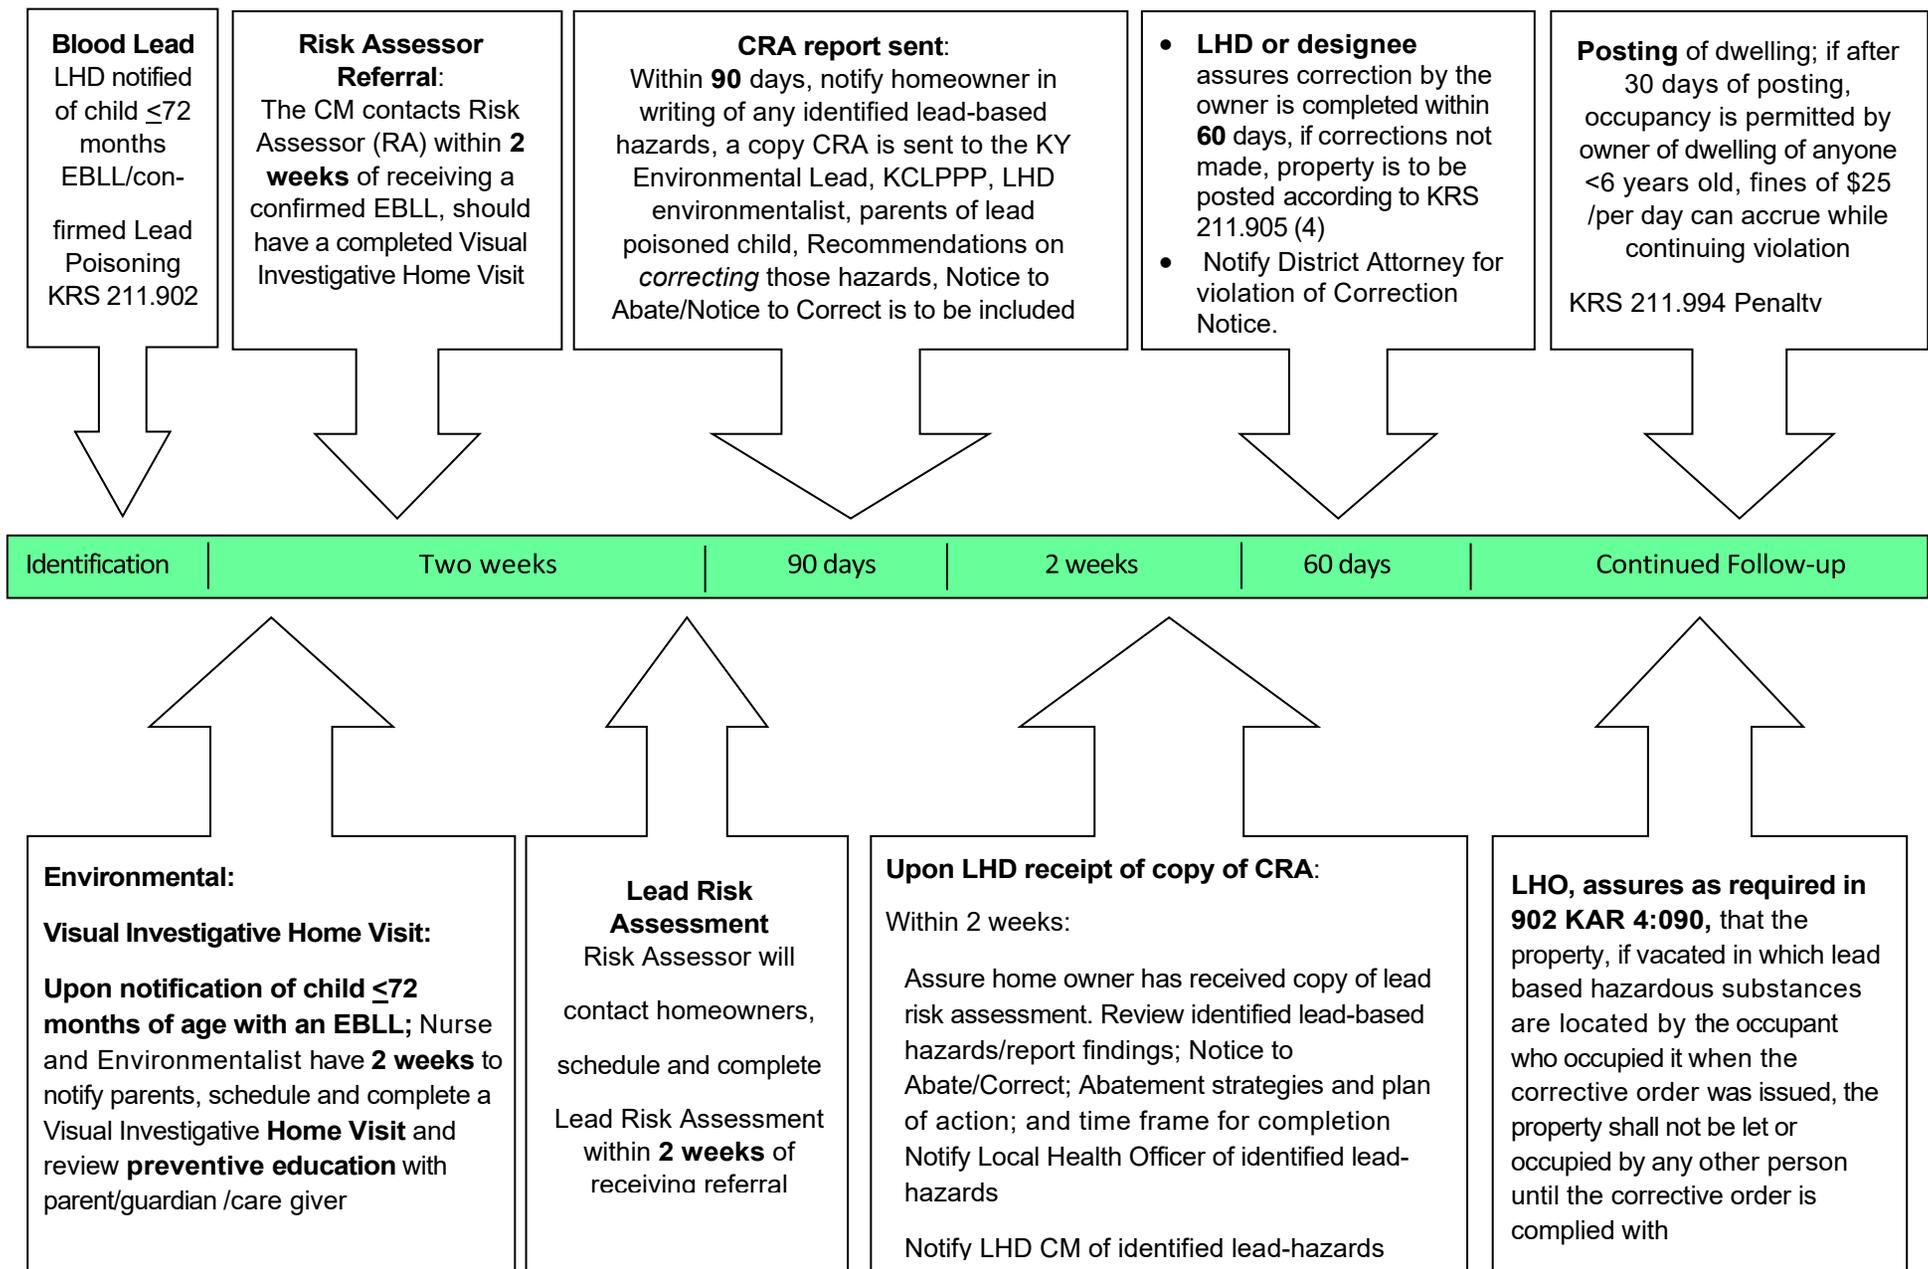 Blood Lead
LHD notified
of child <72
months
EBLL/con-
firmed Lead
Poisoning
KRS 211.902
Risk Assessor
Referral:
The CM contacts Risk
Assessor (RA) within 2
weeks of receiving a
confirmed EBLL, should
have a completed Visual
Investigative Home Visit
CRA report sent:
Within 90 days, notify homeowner in
writing of any identified lead-based
hazards, a copy CRA is sent to the KY
Environmental Lead, KCLPPP, LHD
environmentalist, parents of lead
poisoned child, Recommendations on
correcting those hazards, Notice to
Abate/Notice to Correct is to be included
• LHD or designee
assures correction by the
owner is completed within
60 days, if corrections not
made, property is to be
posted according to KRS
211.905 (4)
• Notify District Attorney for
violation of Correction
Notice.
Posting of dwelling; if after
30 days of posting,
occupancy is permitted by
owner of dwelling of anyone
<6 years old, fines of $25
/per day can accrue while
continuing violation
KRS 211.994 Penalty
Identification | Two weeks | 90 days | 2 weeks | 60 days | Continued Follow-up
Environmental:
Visual Investigative Home Visit:
Upon notification of child <72
months of age with an EBLL; Nurse
and Environmentalist have 2 weeks to
notify parents, schedule and complete a
Visual Investigative Home Visit and
review preventive education with
parent/guardian /care giver
Lead Risk
Assessment
Risk Assessor will
contact homeowners,
schedule and complete
Lead Risk Assessment
within 2 weeks of
receiving referral
Upon LHD receipt of copy of CRA:
Within 2 weeks:
Assure home owner has received copy of lead
risk assessment. Review identified lead-based
hazards/report findings; Notice to
Abate/Correct; Abatement strategies and plan
of action; and time frame for completion
Notify Local Health Officer of identified lead-
hazards
Notify LHD CM of identified lead-hazards
LHO, assures as required in
902 KAR 4:090, that the
property, if vacated in which lead
based hazardous substances
are located by the occupant
who occupied it when the
corrective order was issued, the
property shall not be let or
occupied by any other person
until the corrective order is
complied with